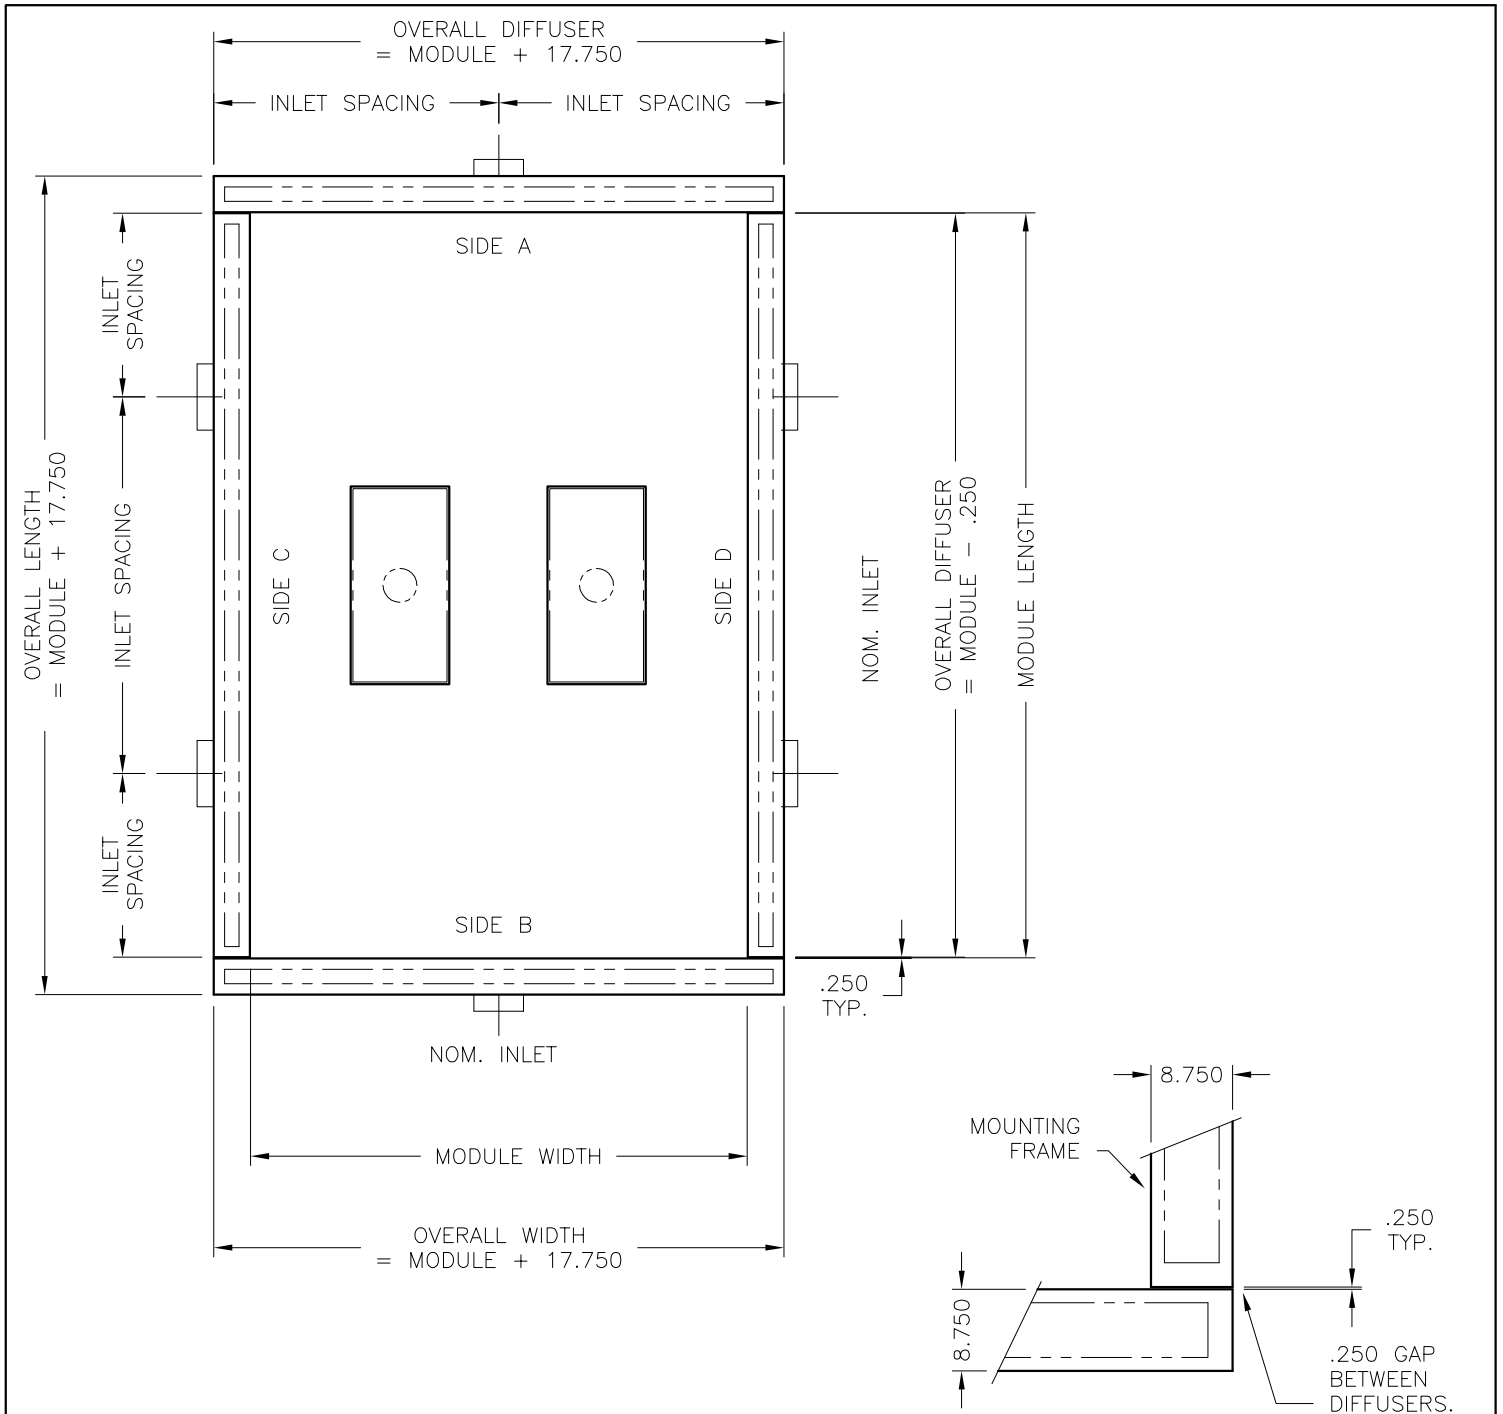 OVERALL DIFFUSER
= MODULE + 17.750
INLET SPACING
INLET SPACING
SIDE A
INLET
SPACING
OVERALL LENGTH
= MODULE + 17.750
INLET SPACING
SIDE C
SIDE D
NOM. INLET
OVERALL DIFFUSER
= MODULE - .250
MODULE LENGTH
INLET
SPACING
SIDE B
.250
TYP.
NOM. INLET
MODULE WIDTH
OVERALL WIDTH
= MODULE + 17.750
8.750
MOUNTING
FRAME
.250
TYP.
8.750
.250 GAP
BETWEEN
DIFFUSERS.